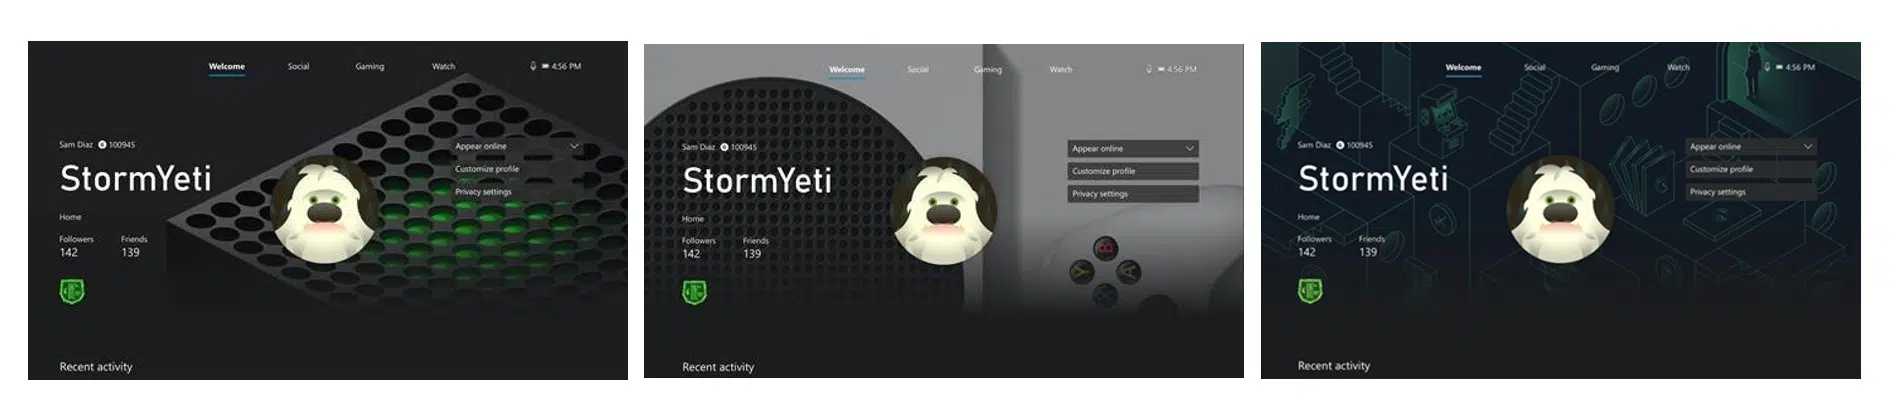 Welcome Social Gaming Watch 4:56 PM
Sam Diaz G 100945
StormYeti
Appear online
Customize profile
Privacy settings
Home
Followers Friends
142 139
Recent activity
Welcome Social Gaming Watch 4:56 PM
Sam Diaz G 100945
StormYeti
Appear online
Customize profile
Privacy settings
Home
Followers Friends
142 139
Y A X
Recent activity
Welcome Social Gaming Watch 4:56 PM
Sam Diaz G 100945
StormYeti
Appear online
Customize profile
Privacy settings
Home
Followers Friends
142 139
Recent activity